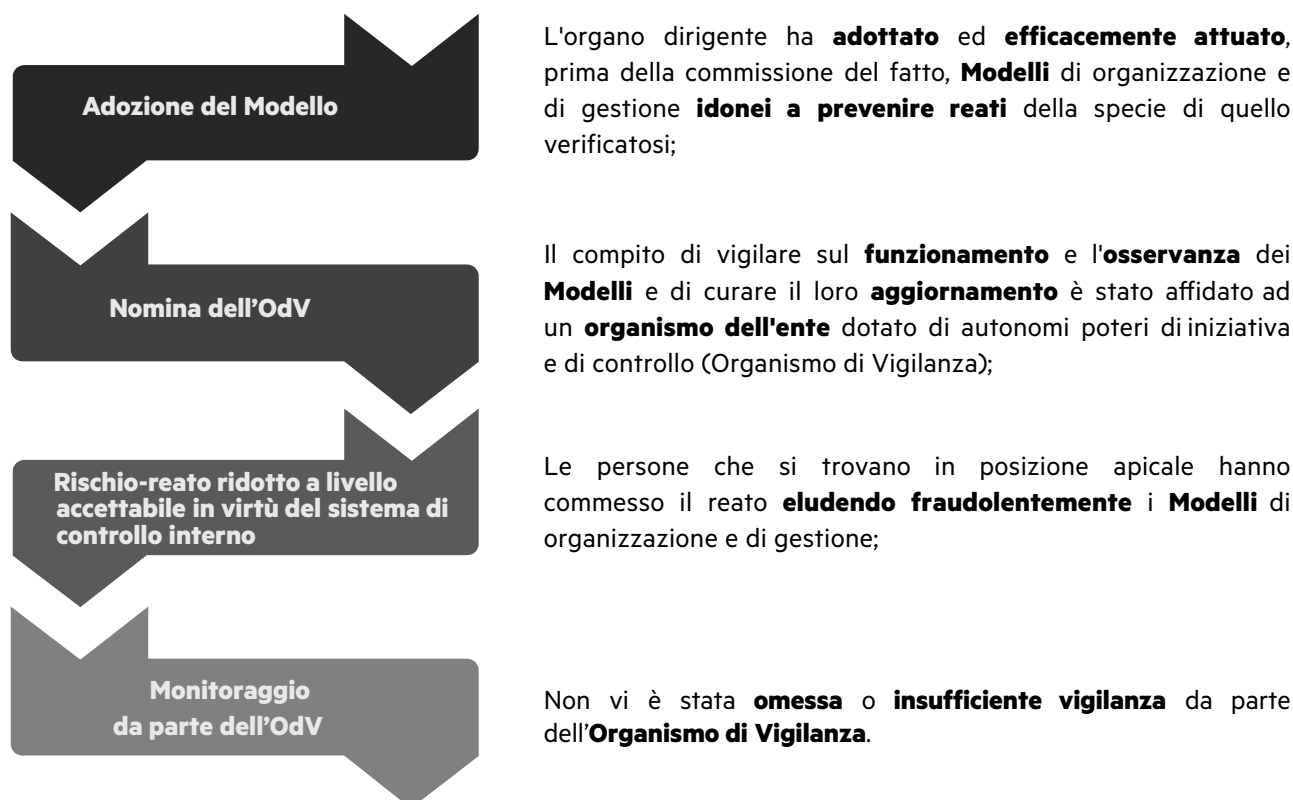 Adozione del Modello
L'organo dirigente ha adottato ed efficacemente attuato,
prima della commissione del fatto, Modelli di organizzazione e
di gestione idonei a prevenire reati della specie di quello
verificatosi;
Nomina dell’OdV
Il compito di vigilare sul funzionamento e l'osservanza dei
Modelli e di curare il loro aggiornamento è stato affidato ad
un organismo dell'ente dotato di autonomi poteri di iniziativa
e di controllo (Organismo di Vigilanza);
Rischio-reato ridotto a livello
accettabile in virtù del sistema di
controllo interno
Le persone che si trovano in posizione apicale hanno
commesso il reato eludendo fraudolentemente i Modelli di
organizzazione e di gestione;
Monitoraggio
da parte dell’OdV
Non vi è stata omessa o insufficiente vigilanza da parte
dell’Organismo di Vigilanza.